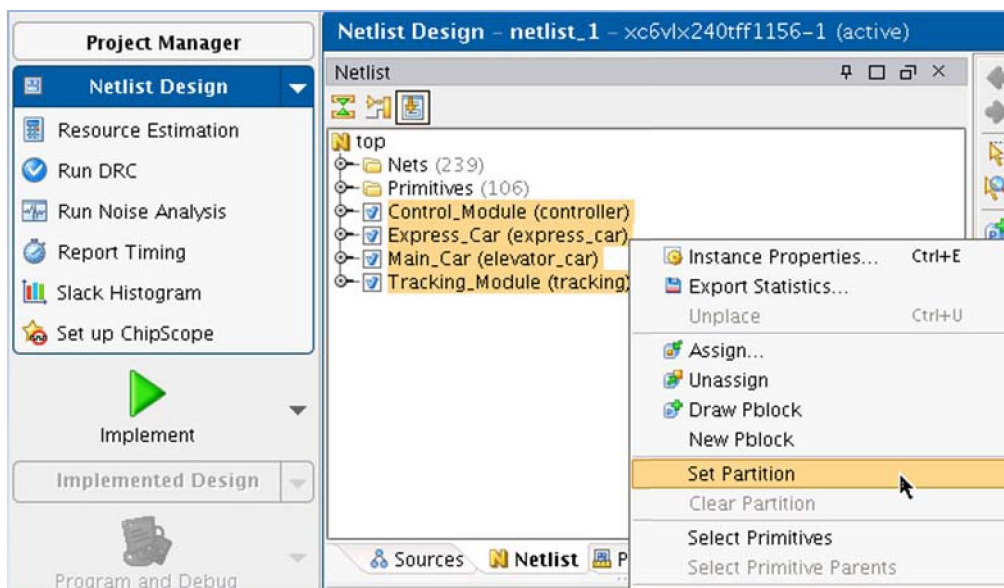 Project Manager
Netlist Design
Resource Estimation
Run DRC
Run Noise Analysis
Report Timing
Slack Histogram
Set up ChipScope
Implement
Implemented Design
Program and Debug
Netlist Design - netlist_1 - xc6vlx240tff1156-1 (active)
Netlist
top
Nets (239)
Primitives (106)
Control_Module (controller)
Express_Car (express_car)
Main_Car (elevator_car)
Tracking_Module (tracking)
Instance Properties... Ctrl+E
Export Statistics...
Unplace Ctrl+U
Assign...
Unassign
Draw Pblock
New Pblock
Set Partition
Clear Partition
Select Primitives
Select Primitive Parents
Sources Netlist P